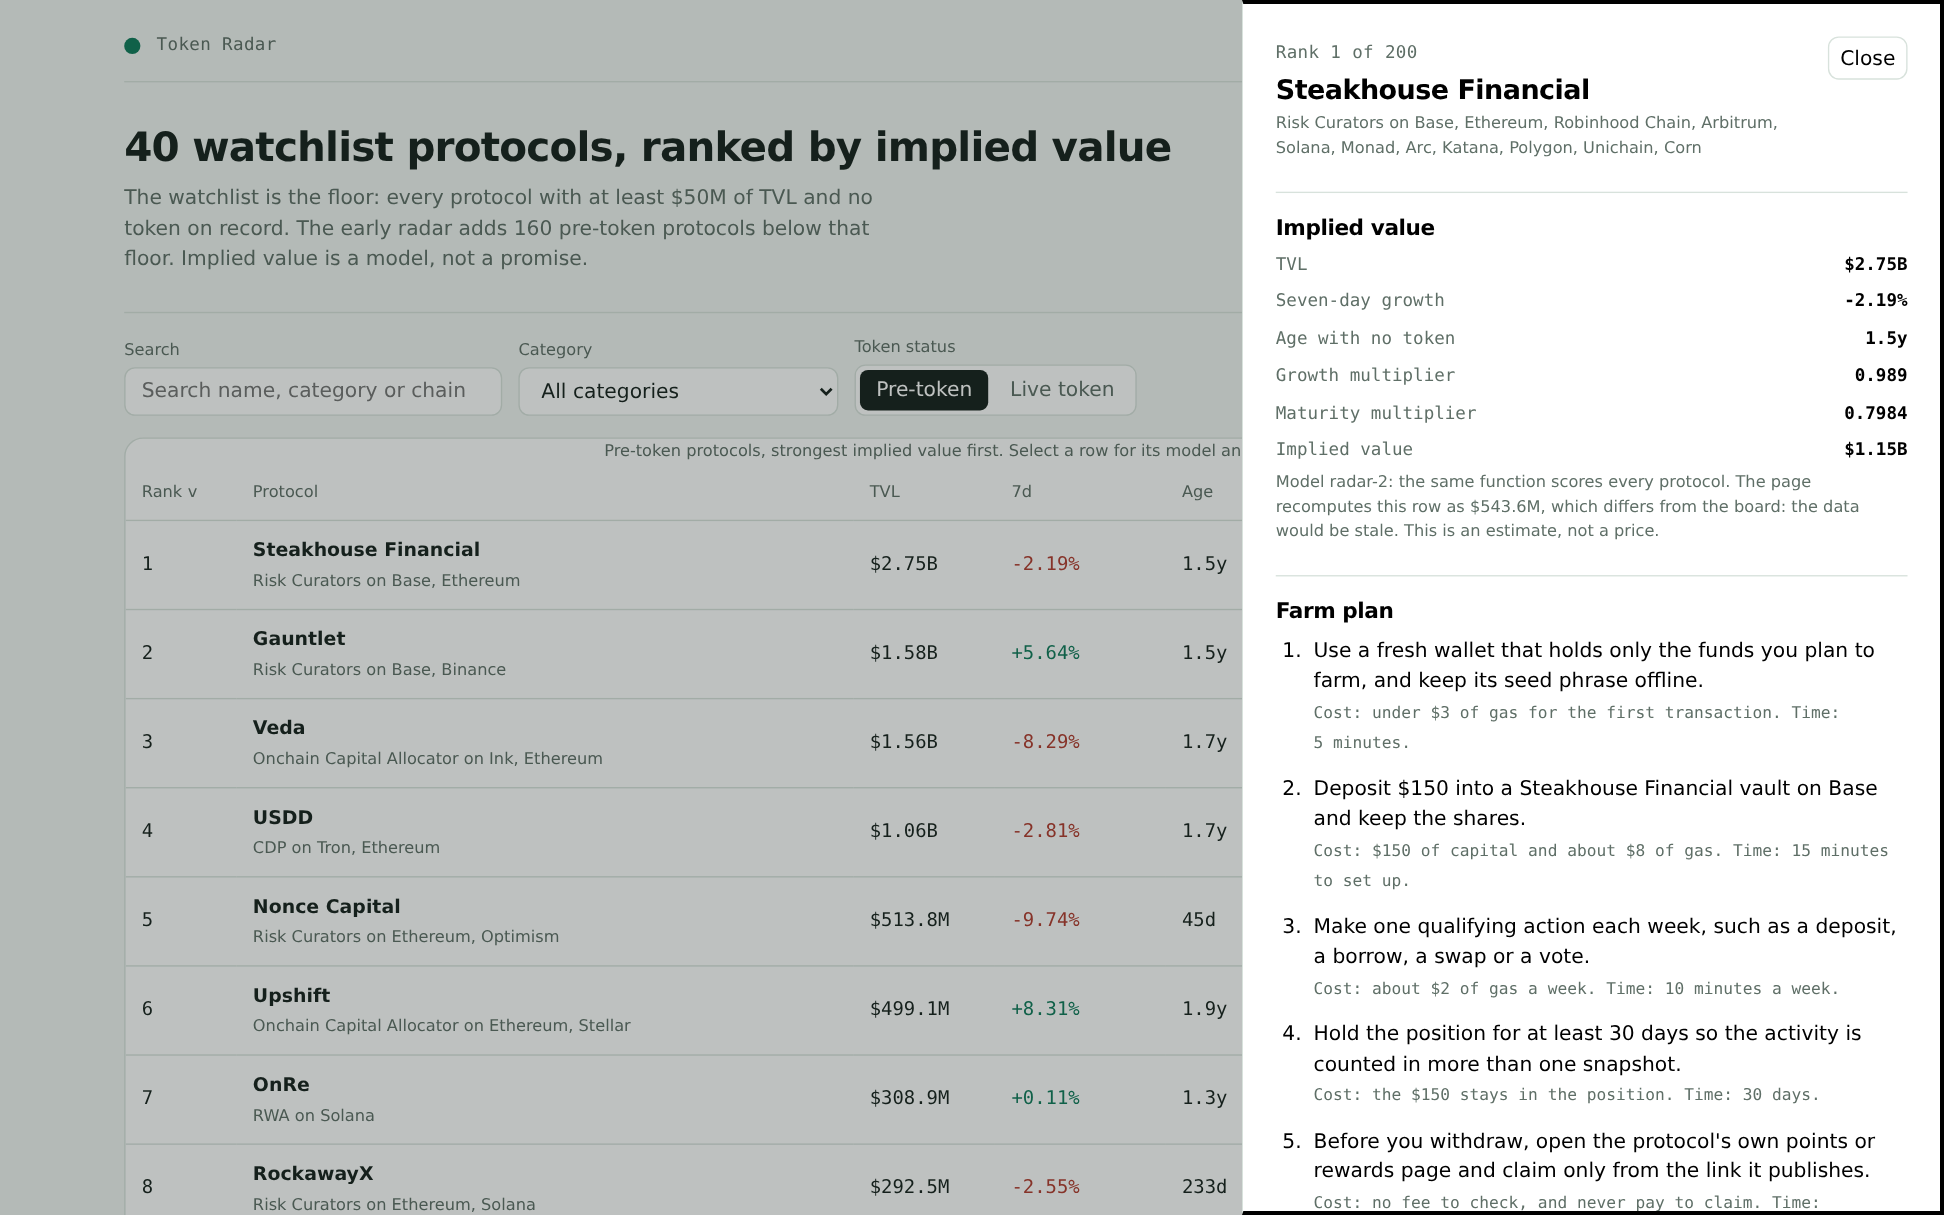 Token Radar
40 watchlist protocols, ranked by implied value
The watchlist is the floor: every protocol with at least $50M of TVL and no
token on record. The early radar adds 160 pre-token protocols below that
floor. Implied value is a model, not a promise.
Search
Category
Token status
Search name, category or chain
All categories
Pre-token
Live token
Pre-token protocols, strongest implied value first. Select a row for its model an
Rank v
Protocol
TVL
7d
Age
1
Steakhouse Financial
Risk Curators on Base, Ethereum
$2.75B
-2.19%
1.5y
2
Gauntlet
Risk Curators on Base, Binance
$1.58B
+5.64%
1.5y
3
Veda
Onchain Capital Allocator on Ink, Ethereum
$1.56B
-8.29%
1.7y
4
USDD
CDP on Tron, Ethereum
$1.06B
-2.81%
1.7y
5
Nonce Capital
Risk Curators on Ethereum, Optimism
$513.8M
-9.74%
45d
6
Upshift
Onchain Capital Allocator on Ethereum, Stellar
$499.1M
+8.31%
1.9y
7
OnRe
RWA on Solana
$308.9M
+0.11%
1.3y
8
RockawayX
Risk Curators on Ethereum, Solana
$292.5M
-2.55%
233d
Rank 1 of 200
Close
Steakhouse Financial
Risk Curators on Base, Ethereum, Robinhood Chain, Arbitrum,
Solana, Monad, Arc, Katana, Polygon, Unichain, Corn
Implied value
TVL $2.75B
Seven-day growth -2.19%
Age with no token 1.5y
Growth multiplier 0.989
Maturity multiplier 0.7984
Implied value $1.15B
Model radar-2: the same function scores every protocol. The page
recomputes this row as $543.6M, which differs from the board: the data
would be stale. This is an estimate, not a price.
Farm plan
1. Use a fresh wallet that holds only the funds you plan to
farm, and keep its seed phrase offline.
Cost: under $3 of gas for the first transaction. Time:
5 minutes.
2. Deposit $150 into a Steakhouse Financial vault on Base
and keep the shares.
Cost: $150 of capital and about $8 of gas. Time: 15 minutes
to set up.
3. Make one qualifying action each week, such as a deposit,
a borrow, a swap or a vote.
Cost: about $2 of gas a week. Time: 10 minutes a week.
4. Hold the position for at least 30 days so the activity is
counted in more than one snapshot.
Cost: the $150 stays in the position. Time: 30 days.
5. Before you withdraw, open the protocol's own points or
rewards page and claim only from the link it publishes.
Cost: no fee to check, and never pay to claim. Time: